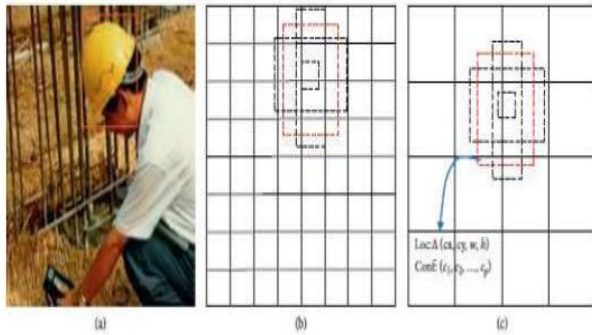 Loc:Δ (cx, cy, w, h)
Conf: (c₁, c₂, ..., cₚ)
(a) (b) (c)